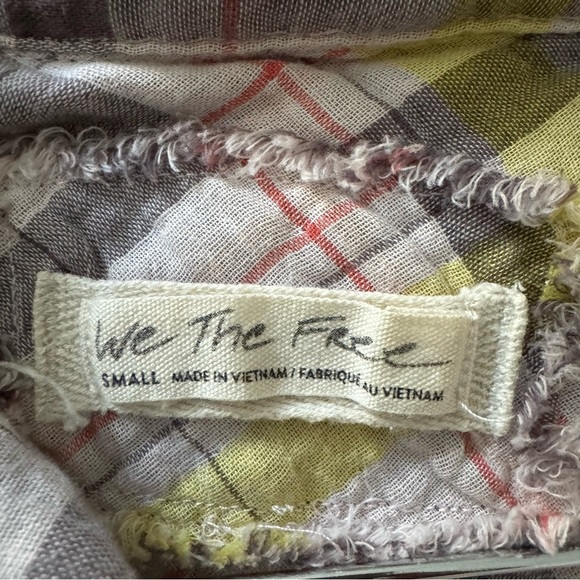 We The Free
SMALL MADE IN VIETNAM / FABRIQUE AU VIETNAM